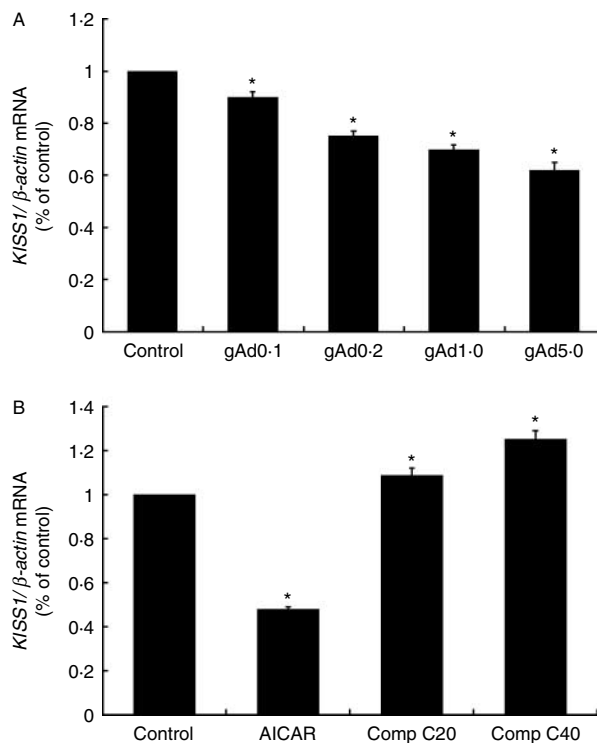 A
KISS1/ β-actin mRNA
(% of control)
1·2
1
0·8
0·6
0·4
0·2
0
*
*
*
*
Control gAd0·1 gAd0·2 gAd1·0 gAd5·0
B
KISS1/ β-actin mRNA
(% of control)
1·4
1·2
1
0·8
0·6
0·4
0·2
0
*
*
*
Control AICAR Comp C20 Comp C40